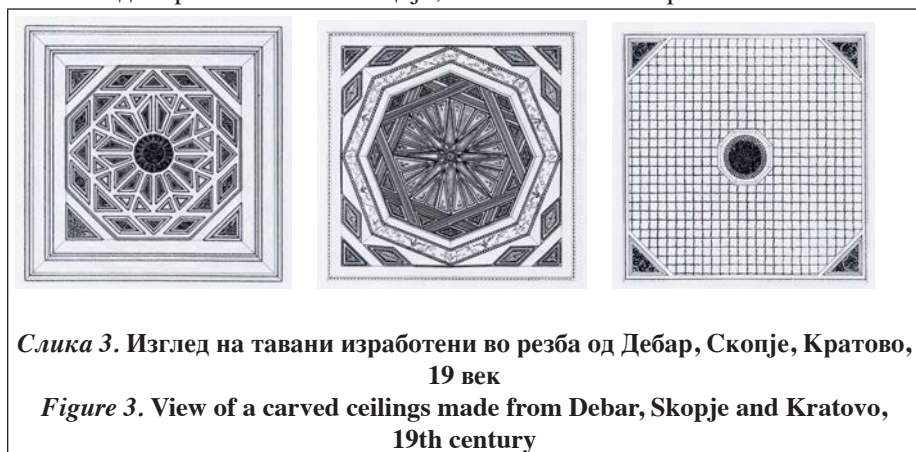 Слика 3. Изглед на тавани изработени во резба од Дебар, Скопје, Кратово,
19 век
Figure 3. View of a carved ceilings made from Debar, Skopje and Kratovo,
19th century